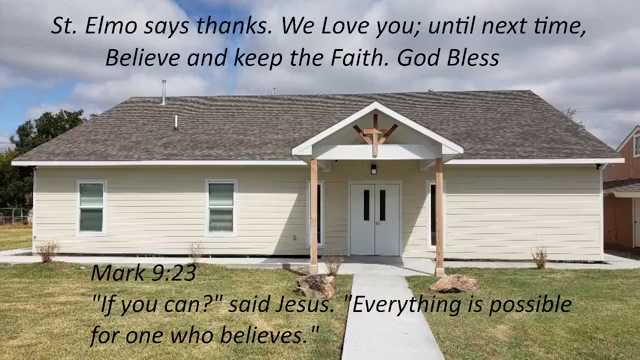 St. Elmo says thanks. We Love you; until next time,
Believe and keep the Faith. God Bless
Mark 9:23
"If you can?" said Jesus. "Everything is possible
for one who believes."